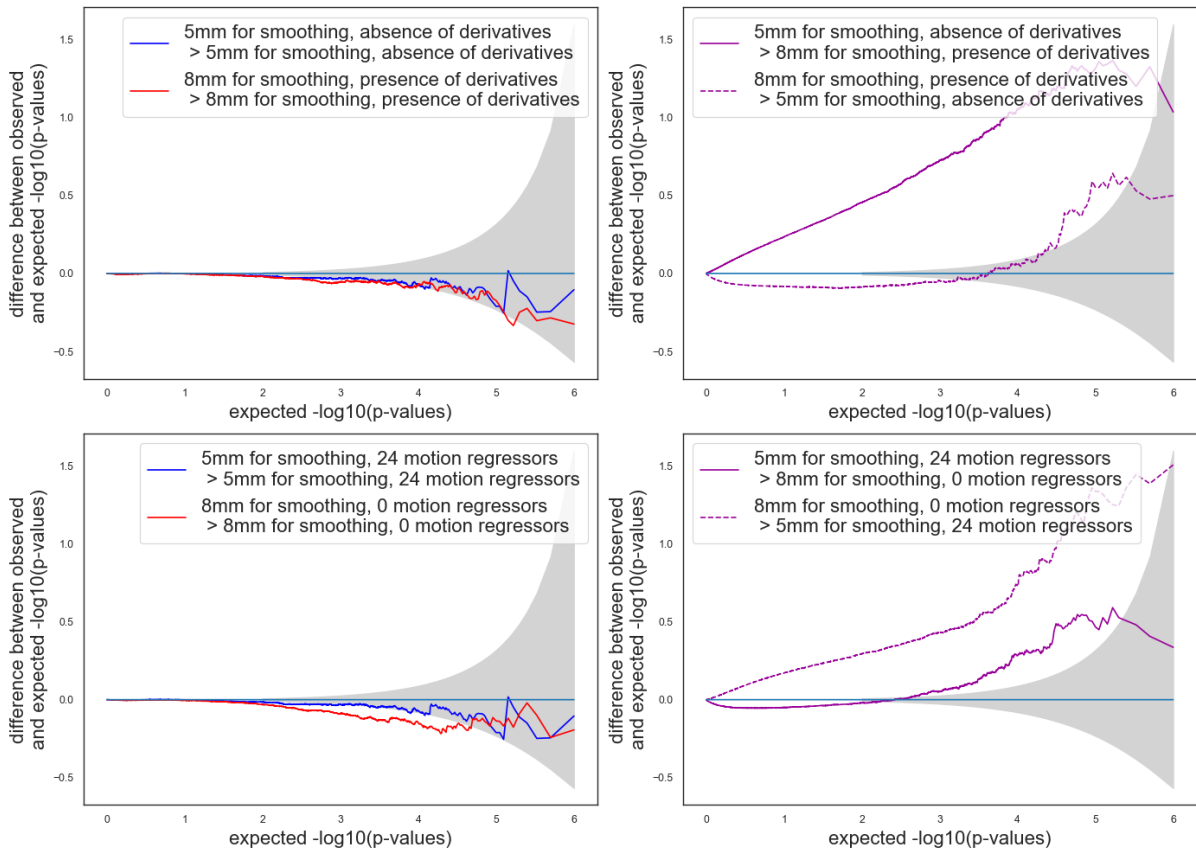 difference between observed
and expected -log10(p-values)
1.5
1.0
0.5
0.0
−0.5
5mm for smoothing, absence of derivatives
> 5mm for smoothing, absence of derivatives
8mm for smoothing, presence of derivatives
> 8mm for smoothing, presence of derivatives
0 1 2 3 4 5 6
expected -log10(p-values)
difference between observed
and expected -log10(p-values)
1.5
1.0
0.5
0.0
−0.5
5mm for smoothing, absence of derivatives
> 8mm for smoothing, presence of derivatives
8mm for smoothing, presence of derivatives
> 5mm for smoothing, absence of derivatives
0 1 2 3 4 5 6
expected -log10(p-values)
difference between observed
and expected -log10(p-values)
1.5
1.0
0.5
0.0
−0.5
5mm for smoothing, 24 motion regressors
> 5mm for smoothing, 24 motion regressors
8mm for smoothing, 0 motion regressors
> 8mm for smoothing, 0 motion regressors
0 1 2 3 4 5 6
expected -log10(p-values)
difference between observed
and expected -log10(p-values)
1.5
1.0
0.5
0.0
−0.5
5mm for smoothing, 24 motion regressors
> 8mm for smoothing, 0 motion regressors
8mm for smoothing, 0 motion regressors
> 5mm for smoothing, 24 motion regressors
0 1 2 3 4 5 6
expected -log10(p-values)